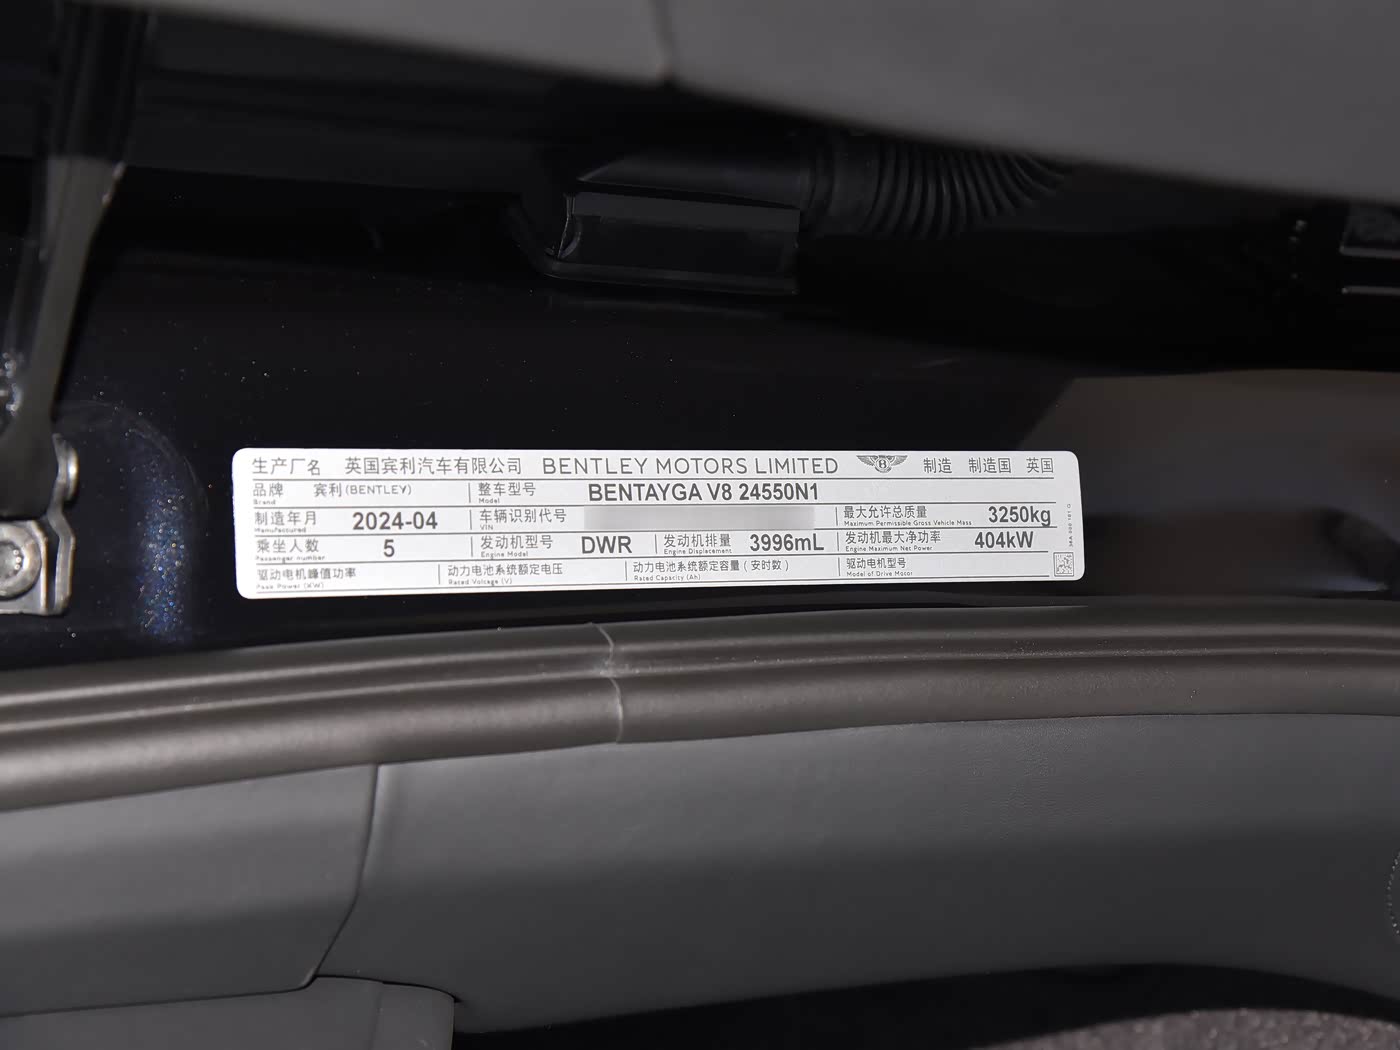 生产厂名 英国宾利汽车有限公司 BENTLEY MOTORS LIMITED B 制造 制造国 英国
品牌 宾利(BENTLEY) 整车型号 BENTAYGA V8 24550N1
Brand Model
制造年月 2024-04 车辆识别代号 最大允许总质量 3250kg
Manufactured VIN Maximum Permissible Gross Vehicle Mass
乘坐人数 5 发动机型号 DWR 发动机排量 3996mL 发动机最大净功率 404kW
Passenger number Engine Model Engine Displacement Engine Maximum Net Power
驱动电机峰值功率 动力电池系统额定电压 动力电池系统额定容量(安时数) 驱动电机型号
Peak Power (KW) Rated Voltage (V) Rated Capacity (Ah) Model of Drive Motor